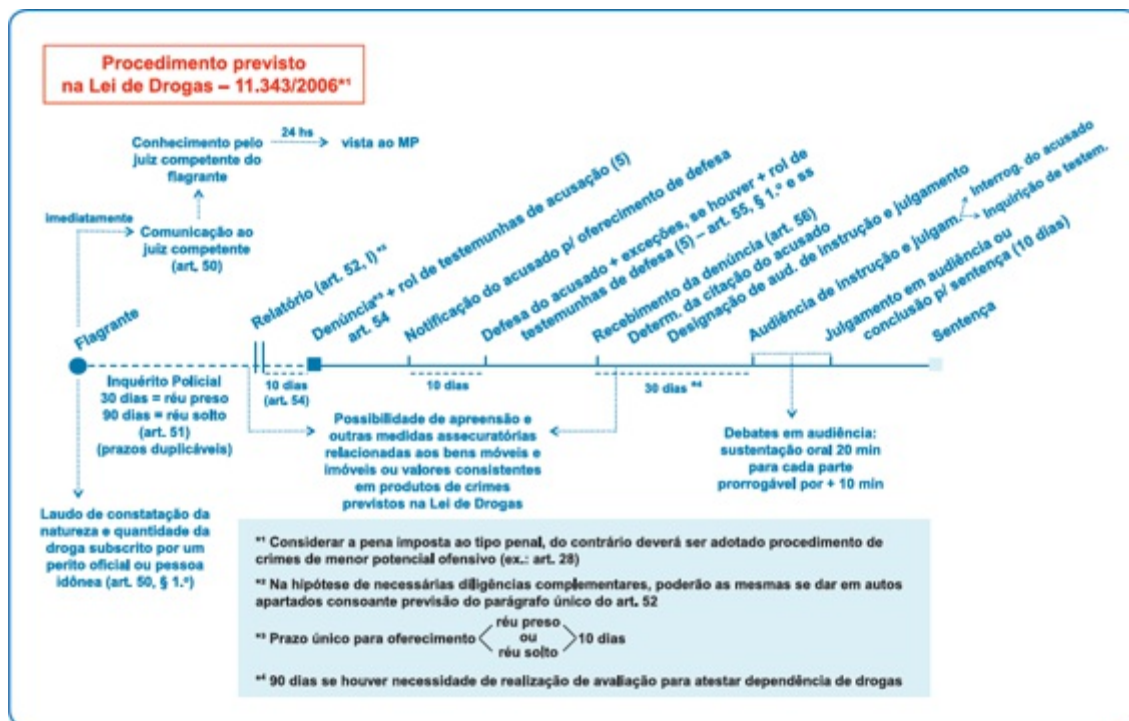 Procedimento previsto
na Lei de Drogas – 11.343/2006*¹
Conhecimento pelo
juiz competente do
flagrante
24 hs
vista ao MP
imediatamente
Comunicação ao
juiz competente
(art. 50)
Flagrante
Relatório (art. 52, I) *²
Denúncia*³ + rol de testemunhas de acusação (5)
art. 54
Notificação do acusado p/ oferecimento de defesa
Defesa do acusado + exceções, se houver + rol de
testemunhas de defesa (5) – art. 55, § 1.º e ss
Recebimento da denúncia (art. 56)
Determ. da citação do acusado
Designação de aud. de instrução e julgamento
Audiência de instrução e julgam.
Interrog. do acusado
Inquirição de testem.
Julgamento em audiência ou
conclusão p/ sentença (10 dias)
Sentença
Inquérito Policial
30 dias = réu preso
90 dias = réu solto
(art. 51)
(prazos duplicáveis)
10 dias
(art. 54)
10 dias
30 dias *⁴
Possibilidade de apreensão e
outras medidas assecuratórias
relacionadas aos bens móveis e
imóveis ou valores consistentes
em produtos de crimes
previstos na Lei de Drogas
Debates em audiência:
sustentação oral 20 min
para cada parte
prorrogável por + 10 min
Laudo de constatação da
natureza e quantidade da
droga subscrito por um
perito oficial ou pessoa
idônea (art. 50, § 1.º)
*¹ Considerar a pena imposta ao tipo penal, do contrário deverá ser adotado procedimento de
crimes de menor potencial ofensivo (ex.: art. 28)
*² Na hipótese de necessárias diligências complementares, poderão as mesmas se dar em autos
apartados consoante previsão do parágrafo único do art. 52
*³ Prazo único para oferecimento
réu preso
ou
réu solto
10 dias
*⁴ 90 dias se houver necessidade de realização de avaliação para atestar dependência de drogas